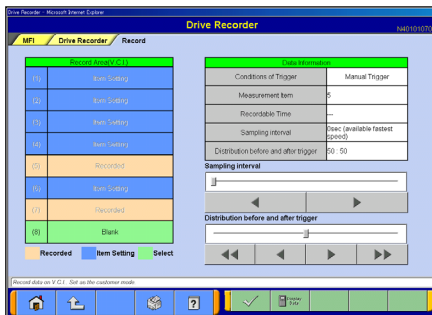 Drive Recorder - Microsoft Internet Explorer
Drive Recorder
N40101070
MFI
Drive Recorder
Record
Record Area(V.C.I.)
(1) Item Setting
(2) Item Setting
(3) Item Setting
(4) Item Setting
(5) Recorded
(6) Item Setting
(7) Recorded
(8) Blank
Recorded
Item Setting
Select
Data Information
Conditions of Trigger Manual Trigger
Measurement Item 5
Recordable Time ---
Sampling interval 0sec (available fastest
speed)
Distribution before and after trigger 50 : 50
Sampling interval
Distribution before and after trigger
Record data on V.C.I. Set as the customer mode.
?